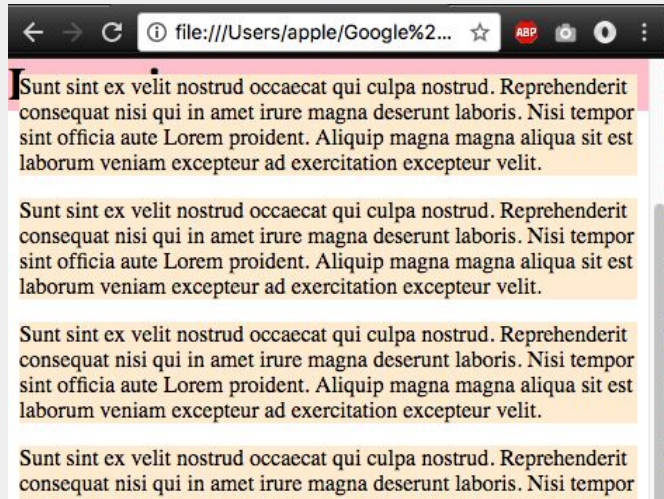 file:///Users/apple/Google%2...
ABP
Sunt sint ex velit nostrud occaecat qui culpa nostrud. Reprehenderit
consequat nisi qui in amet irure magna deserunt laboris. Nisi tempor
sint officia aute Lorem proident. Aliquip magna magna aliqua sit est
laborum veniam excepteur ad exercitation excepteur velit.
Sunt sint ex velit nostrud occaecat qui culpa nostrud. Reprehenderit
consequat nisi qui in amet irure magna deserunt laboris. Nisi tempor
sint officia aute Lorem proident. Aliquip magna magna aliqua sit est
laborum veniam excepteur ad exercitation excepteur velit.
Sunt sint ex velit nostrud occaecat qui culpa nostrud. Reprehenderit
consequat nisi qui in amet irure magna deserunt laboris. Nisi tempor
sint officia aute Lorem proident. Aliquip magna magna aliqua sit est
laborum veniam excepteur ad exercitation excepteur velit.
Sunt sint ex velit nostrud occaecat qui culpa nostrud. Reprehenderit
consequat nisi qui in amet irure magna deserunt laboris. Nisi tempor